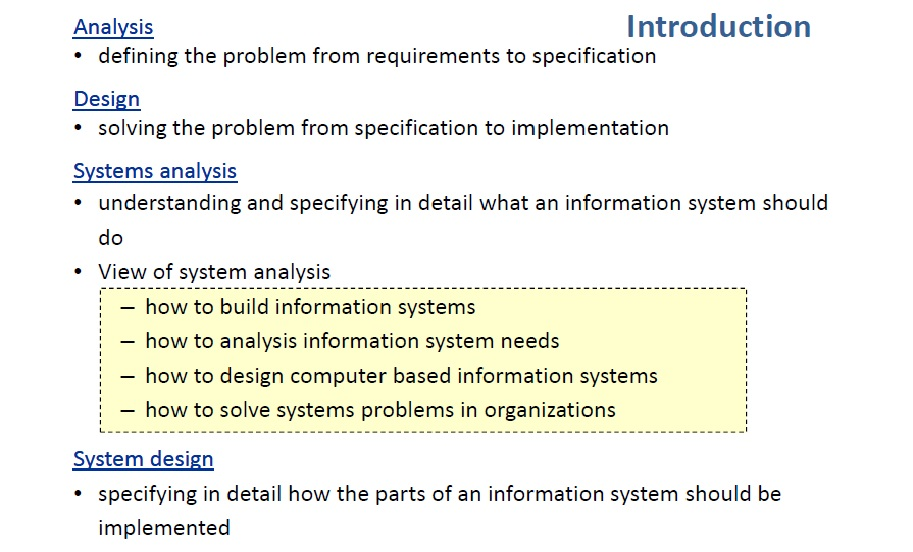 Introduction
Analysis
• defining the problem from requirements to specification
Design
• solving the problem from specification to implementation
Systems analysis
• understanding and specifying in detail what an information system should
do
• View of system analysis
– how to build information systems
– how to analysis information system needs
– how to design computer based information systems
– how to solve systems problems in organizations
System design
• specifying in detail how the parts of an information system should be
implemented